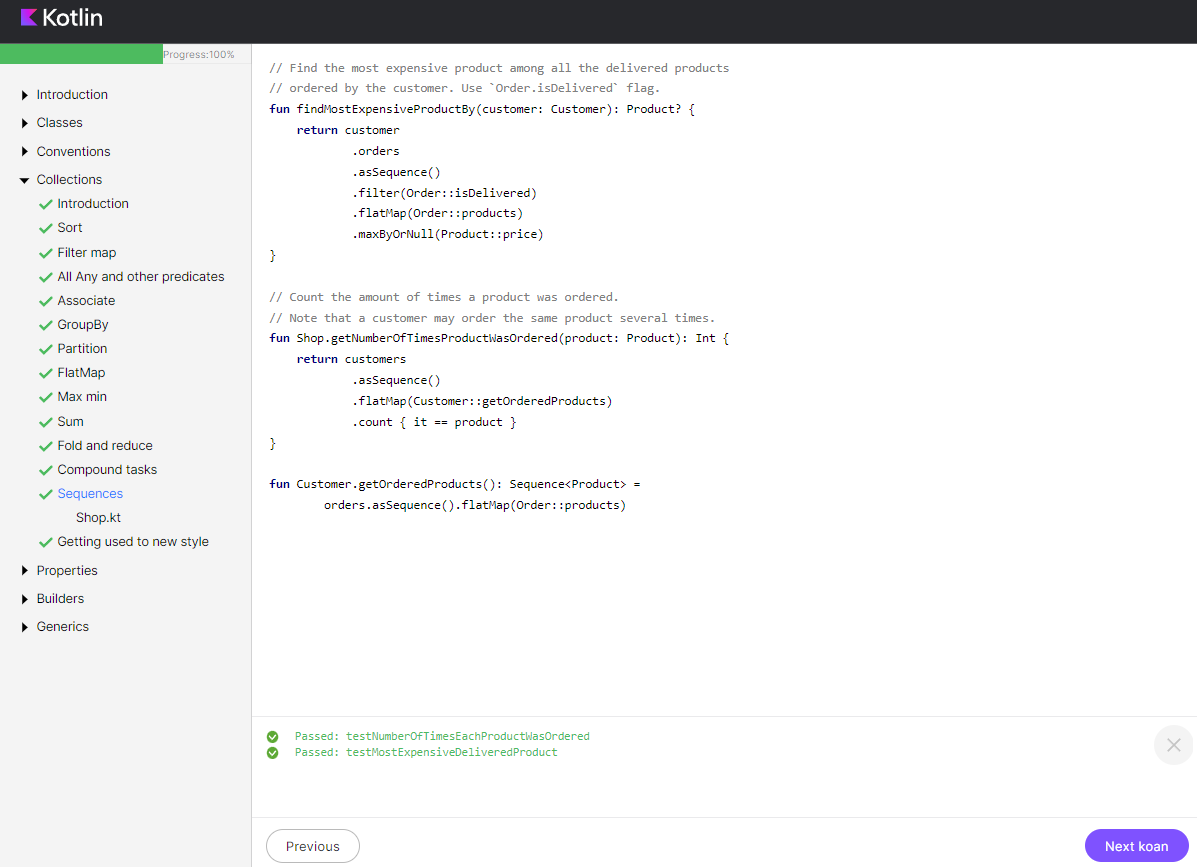 Kotlin
Progress:100%
Introduction
Classes
Conventions
Collections
Introduction
Sort
Filter map
All Any and other predicates
Associate
GroupBy
Partition
FlatMap
Max min
Sum
Fold and reduce
Compound tasks
Sequences
Shop.kt
Getting used to new style
Properties
Builders
Generics
// Find the most expensive product among all the delivered products
// ordered by the customer. Use `Order.isDelivered` flag.
fun findMostExpensiveProductBy(customer: Customer): Product? {
    return customer
            .orders
            .asSequence()
            .filter(Order::isDelivered)
            .flatMap(Order::products)
            .maxByOrNull(Product::price)
}
// Count the amount of times a product was ordered.
// Note that a customer may order the same product several times.
fun Shop.getNumberOfTimesProductWasOrdered(product: Product): Int {
    return customers
            .asSequence()
            .flatMap(Customer::getOrderedProducts)
            .count { it == product }
}
fun Customer.getOrderedProducts(): Sequence<Product> =
        orders.asSequence().flatMap(Order::products)
Passed: testNumberOfTimesEachProductWasOrdered
Passed: testMostExpensiveDeliveredProduct
Previous
Next koan